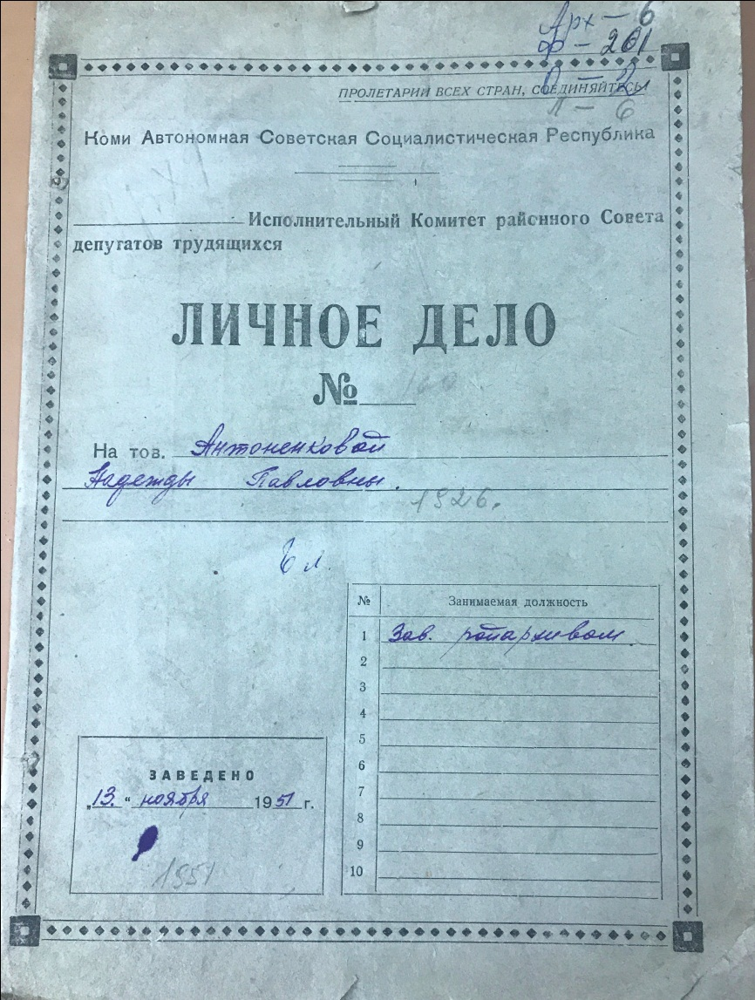 Арх – 6
Ф – 261
О – 2
Л – 6
ПРОЛЕТАРИИ ВСЕХ СТРАН, СОЕДИНЯЙТЕСЬ!
Коми Автономная Советская Социалистическая Республика
Исполнительный Комитет районного Совета
депутатов трудящихся
ЛИЧНОЕ ДЕЛО
№ 160
На тов. Антоненковой
Надежды Павловны.
1926.
6 л.
№ Занимаемая должность
1 Зав. райархивом.
2
3
4
5
6
7
8
9
10
ЗАВЕДЕНО
„13.“ ноября 1951 г.
1951